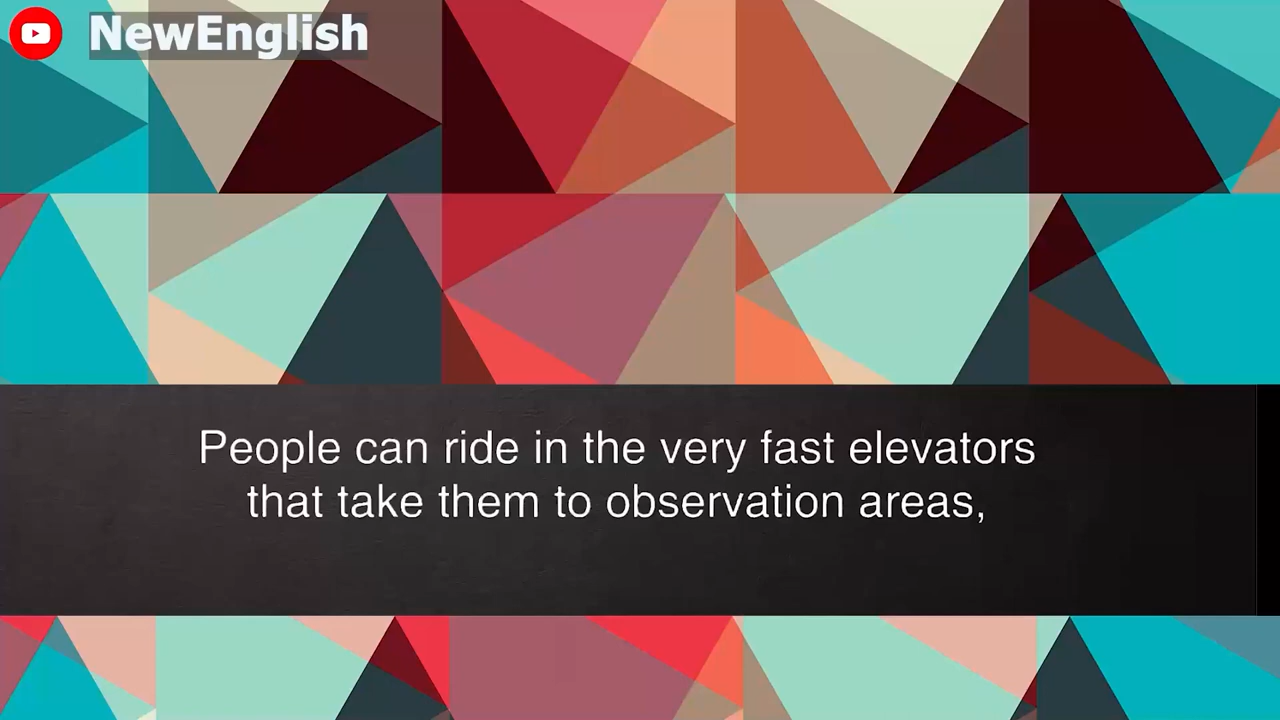 NewEnglish
People can ride in the very fast elevators
that take them to observation areas,